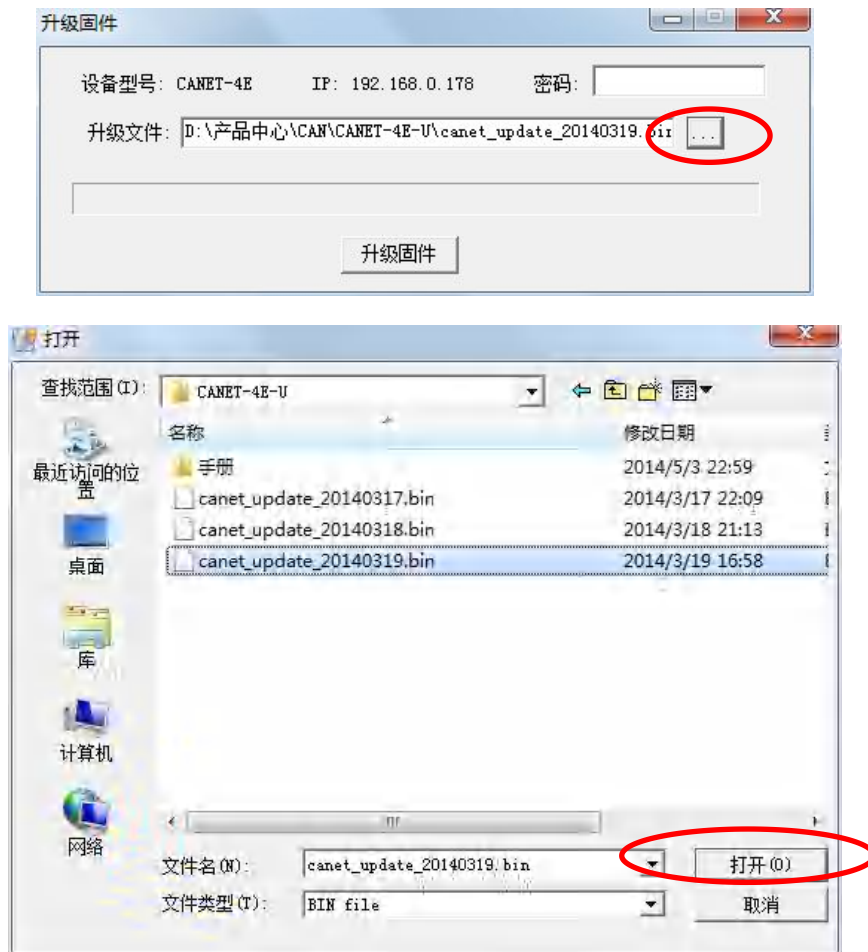 升级固件
设备型号: CANET-4E IP: 192.168.0.178 密码:
升级文件: D:\产品中心\CAN\CANET-4E-U\canet_update_20140319.bin ...
升级固件
打开
查找范围(I): CANET-4E-U
名称 修改日期
手册 2014/5/3 22:59
canet_update_20140317.bin 2014/3/17 22:09
canet_update_20140318.bin 2014/3/18 21:13
canet_update_20140319.bin 2014/3/19 16:58
最近访问的位
置
桌面
库
计算机
网络
文件名(N): canet_update_20140319.bin 打开(O)
文件类型(T): BIN file 取消